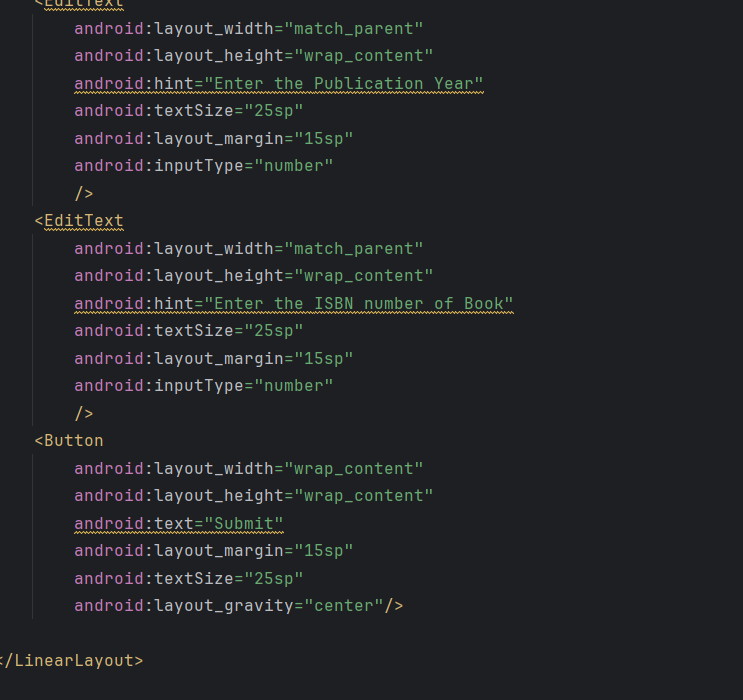 <EditText
android:layout_width="match_parent"
android:layout_height="wrap_content"
android:hint="Enter the Publication Year"
android:textSize="25sp"
android:layout_margin="15sp"
android:inputType="number"
/>
<EditText
android:layout_width="match_parent"
android:layout_height="wrap_content"
android:hint="Enter the ISBN number of Book"
android:textSize="25sp"
android:layout_margin="15sp"
android:inputType="number"
/>
<Button
android:layout_width="wrap_content"
android:layout_height="wrap_content"
android:text="Submit"
android:layout_margin="15sp"
android:textSize="25sp"
android:layout_gravity="center"/>
</LinearLayout>